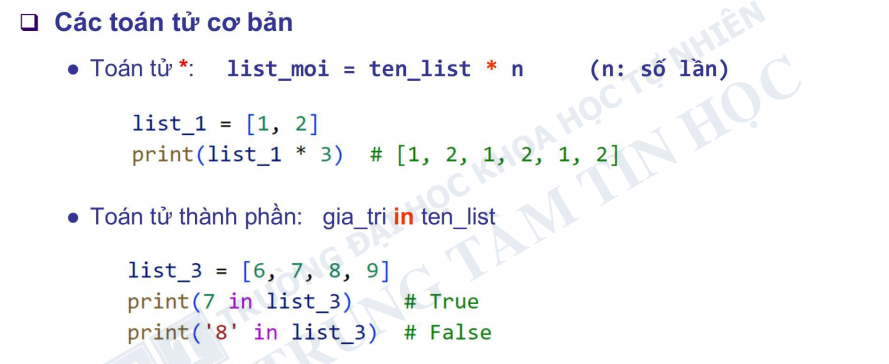 Các toán tử cơ bản
Toán tử *: list_moi = ten_list * n (n: số lần)
list_1 = [1, 2]
print(list_1 * 3) # [1, 2, 1, 2, 1, 2]
Toán tử thành phần: gia_tri in ten_list
list_3 = [6, 7, 8, 9]
print(7 in list_3) # True
print('8' in list_3) # False
TRƯỜNG ĐẠI HỌC KHOA HỌC TỰ NHIÊN
TRUNG TÂM TIN HỌC